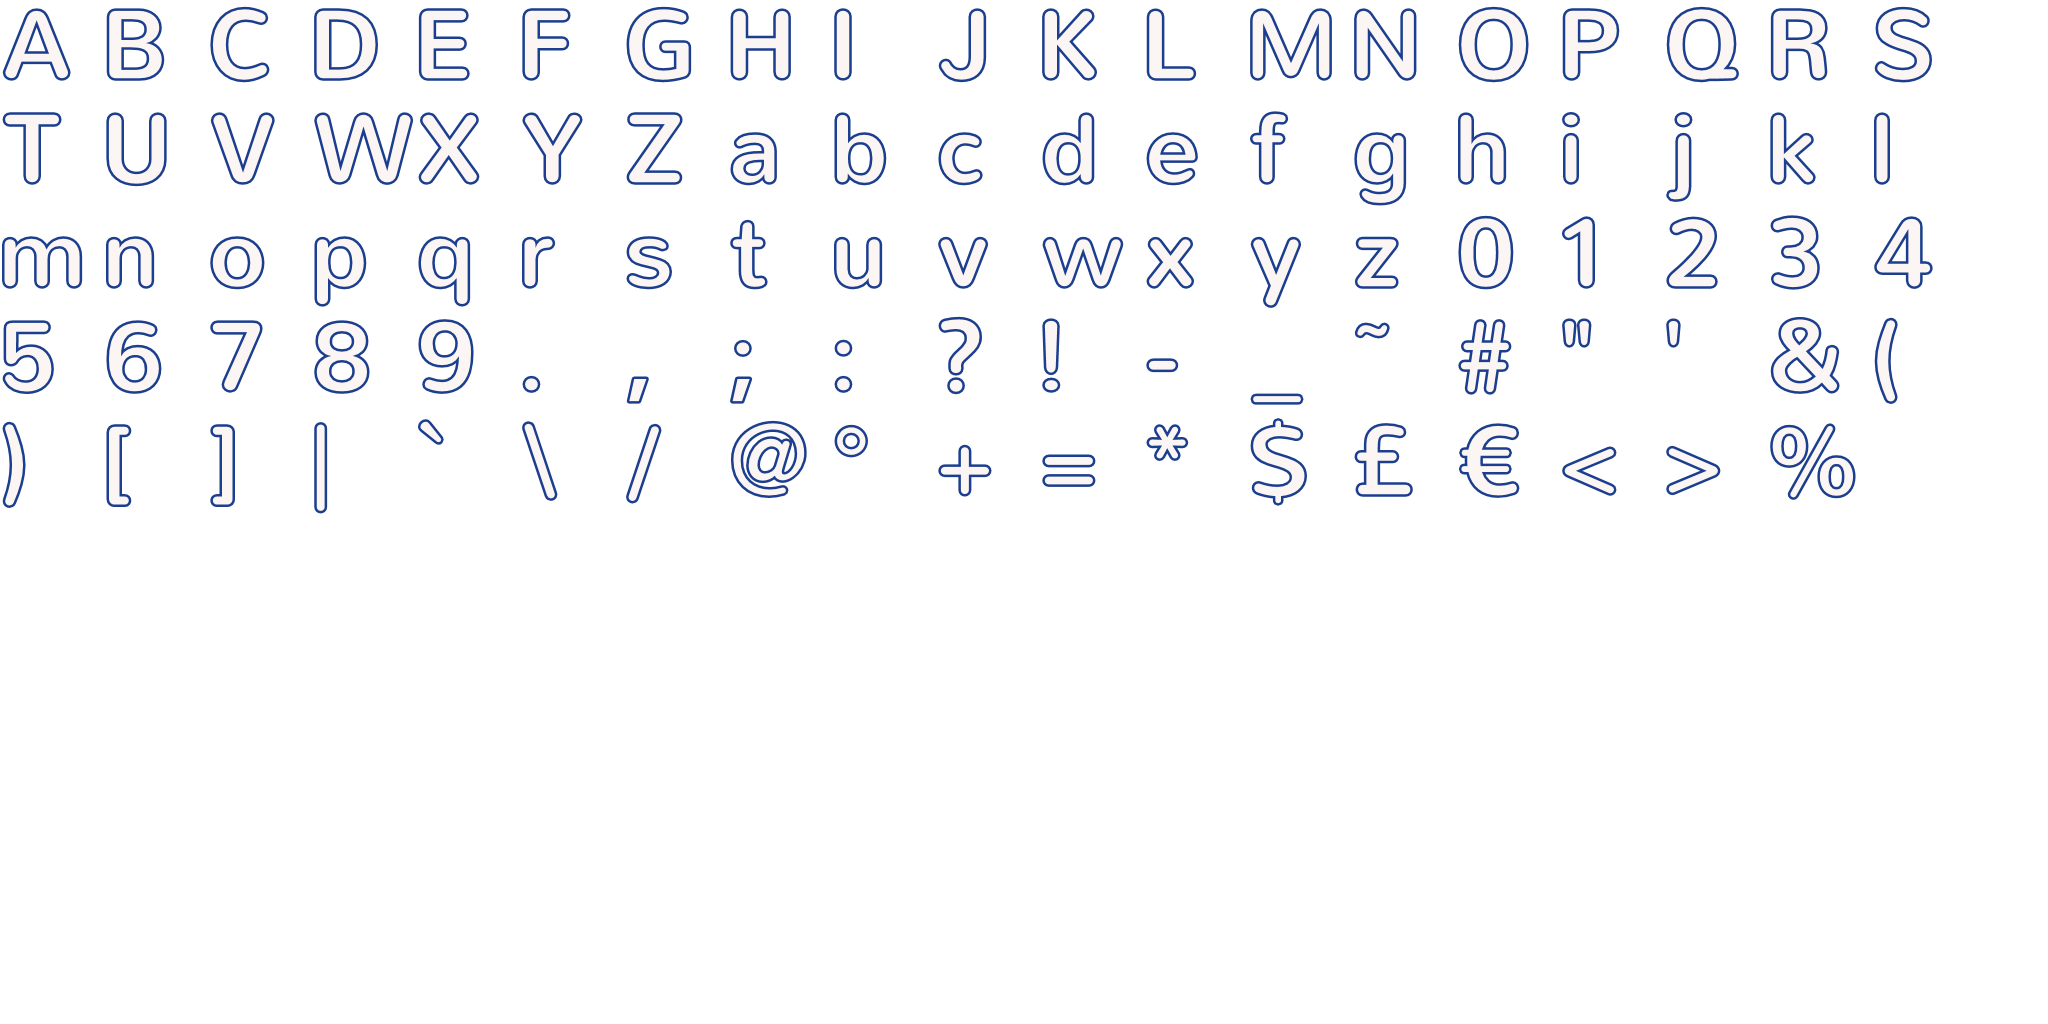 A B C D E F G H I J K L M N O P Q R S
T U V W X Y Z a b c d e f g h i j k l
m n o p q r s t u v w x y z 0 1 2 3 4
5 6 7 8 9 . , ; : ? ! - _ ~ # " ' & (
) [ ] | ` \ / @ ° + = * $ £ € < > %